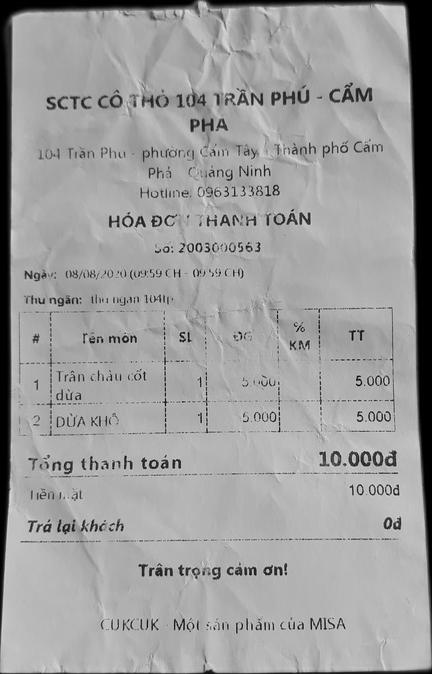 SCTC CÔ THỎ 104 TRẦN PHÚ - CẨM
PHA
104 Trần Phu - phường Cẩm Tây - Thành phố Cẩm
Phả - Quảng Ninh
Hotline: 0963133818
HÓA ĐƠN THANH TOÁN
Số: 2003000563
Ngày: 08/08/2020 (09:59 CH - 09:59 CH)
Thu ngân: thu ngan 104tp
# Tên món SL ĐG % KM TT
1 Trân châu cốt dừa 1 5.000 5.000
2 DỪA KHÔ 1 5.000 5.000
Tổng thanh toán 10.000đ
Tiền mặt 10.000đ
Trả lại khách 0đ
Trân trọng cảm ơn!
CUKCUK - Một sản phẩm của MISA